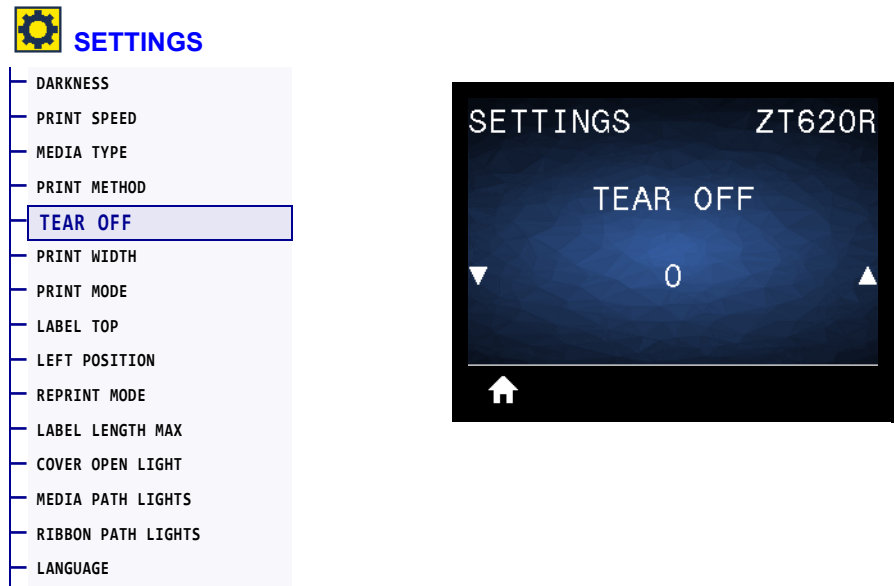 SETTINGS
DARKNESS
PRINT SPEED
MEDIA TYPE
PRINT METHOD
TEAR OFF
PRINT WIDTH
PRINT MODE
LABEL TOP
LEFT POSITION
REPRINT MODE
LABEL LENGTH MAX
COVER OPEN LIGHT
MEDIA PATH LIGHTS
RIBBON PATH LIGHTS
LANGUAGE
SETTINGS ZT620R
TEAR OFF
0